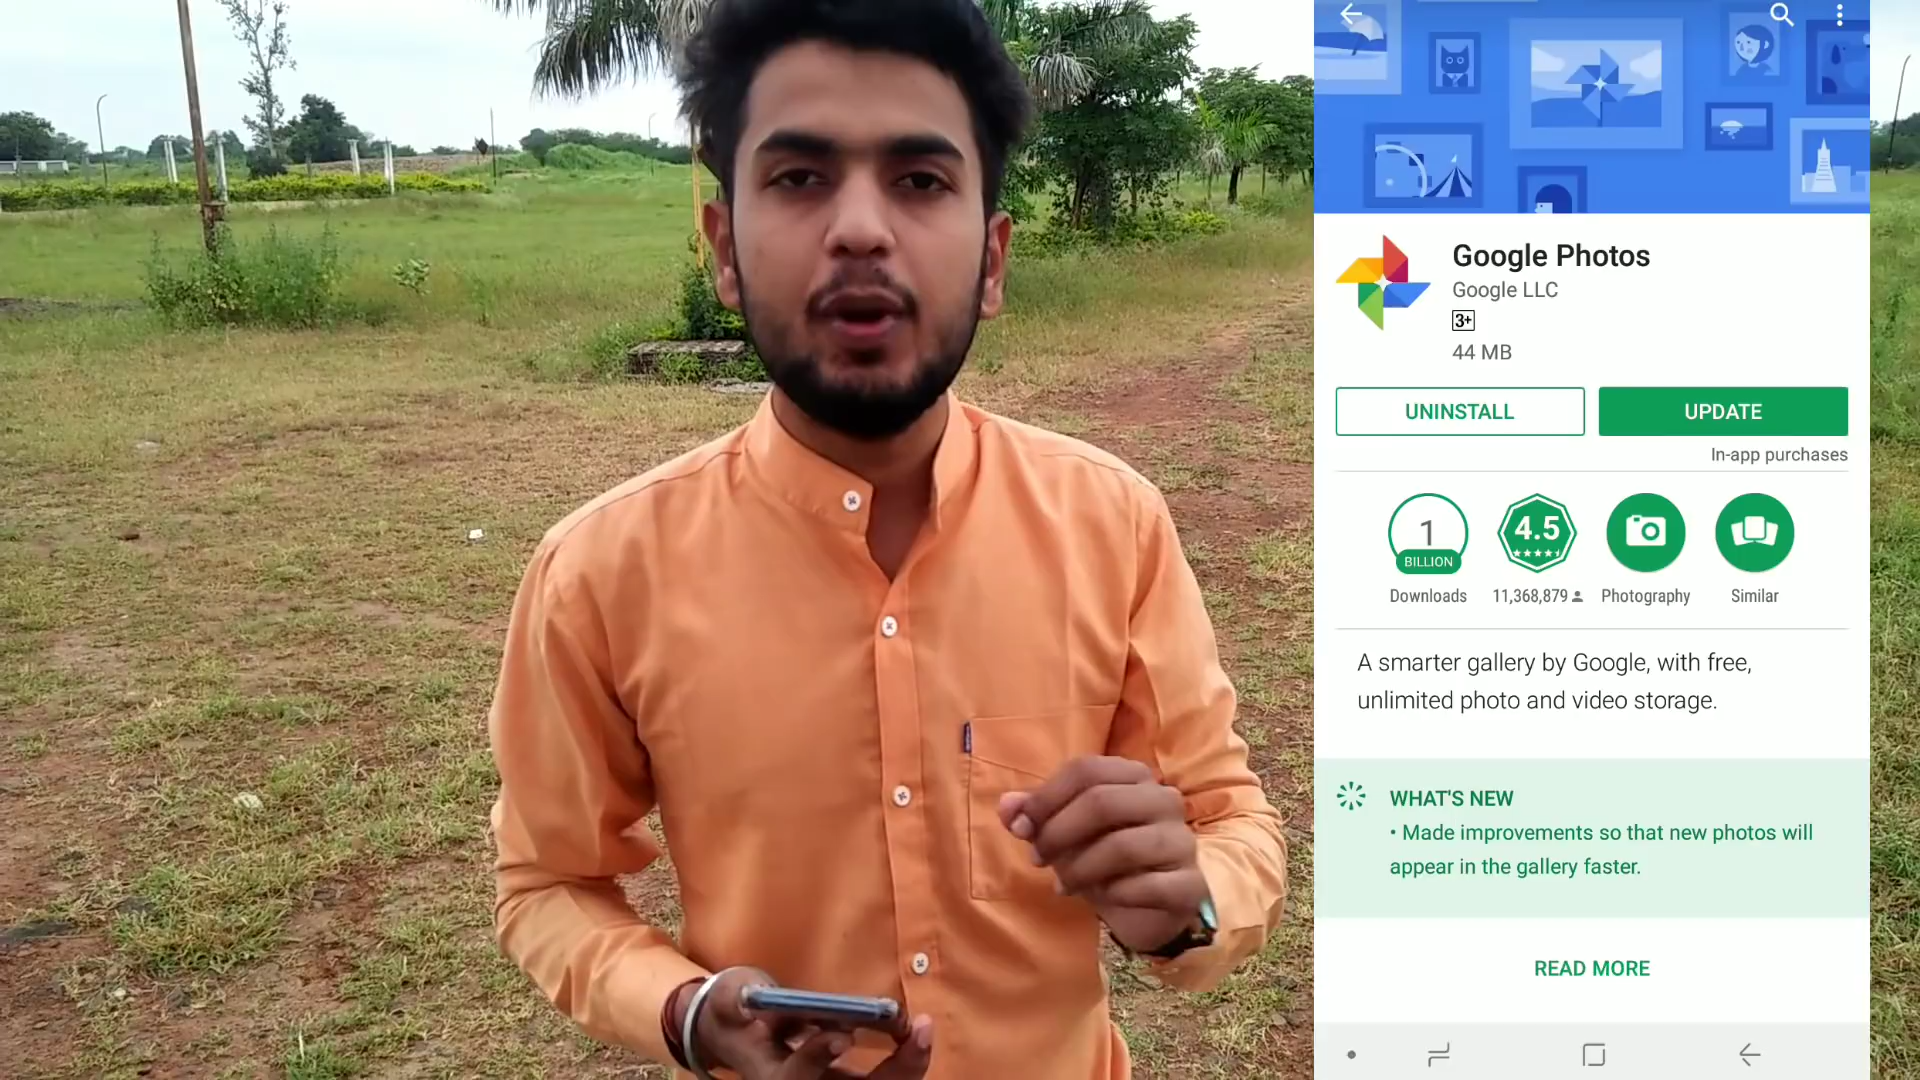 Google Photos
Google LLC
3+
44 MB
UNINSTALL
UPDATE
In-app purchases
1
BILLION
4.5
Downloads
11,368,879
Photography
Similar
A smarter gallery by Google, with free,
unlimited photo and video storage.
WHAT'S NEW
• Made improvements so that new photos will
appear in the gallery faster.
READ MORE